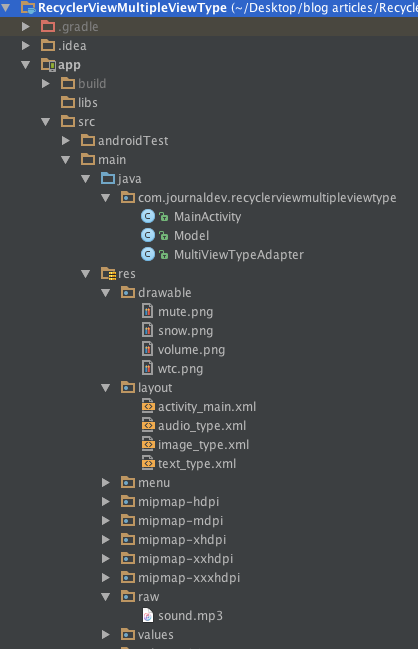 RecyclerViewMultipleViewType (~/Desktop/blog articles/Recycle
.gradle
.idea
app
build
libs
src
androidTest
main
java
com.journaldev.recyclerviewmultipleviewtype
MainActivity
Model
MultiViewTypeAdapter
res
drawable
mute.png
snow.png
volume.png
wtc.png
layout
activity_main.xml
audio_type.xml
image_type.xml
text_type.xml
menu
mipmap-hdpi
mipmap-mdpi
mipmap-xhdpi
mipmap-xxhdpi
mipmap-xxxhdpi
raw
sound.mp3
values